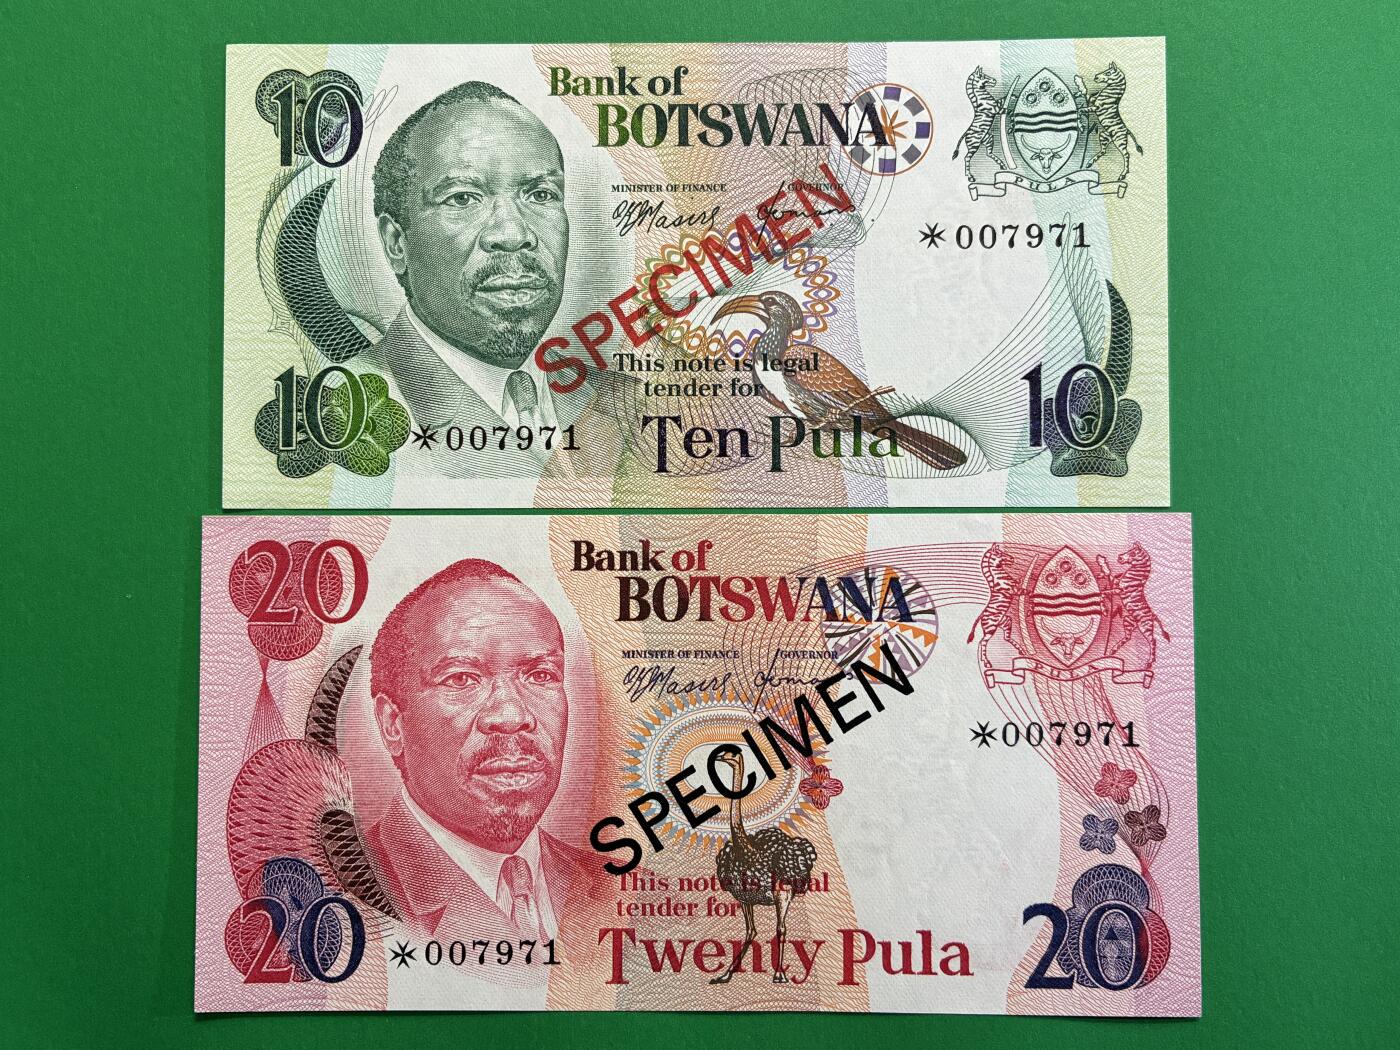 10
Bank of
BOTSWANA
MINISTER OF FINANCE
GOVERNOR
PULA
*007971
SPECIMEN
This note is legal
tender for
Ten Pula
10
*007971
10
20
Bank of
BOTSWANA
MINISTER OF FINANCE
GOVERNOR
PULA
*007971
SPECIMEN
This note is legal
tender for
Twenty Pula
20
*007971
20